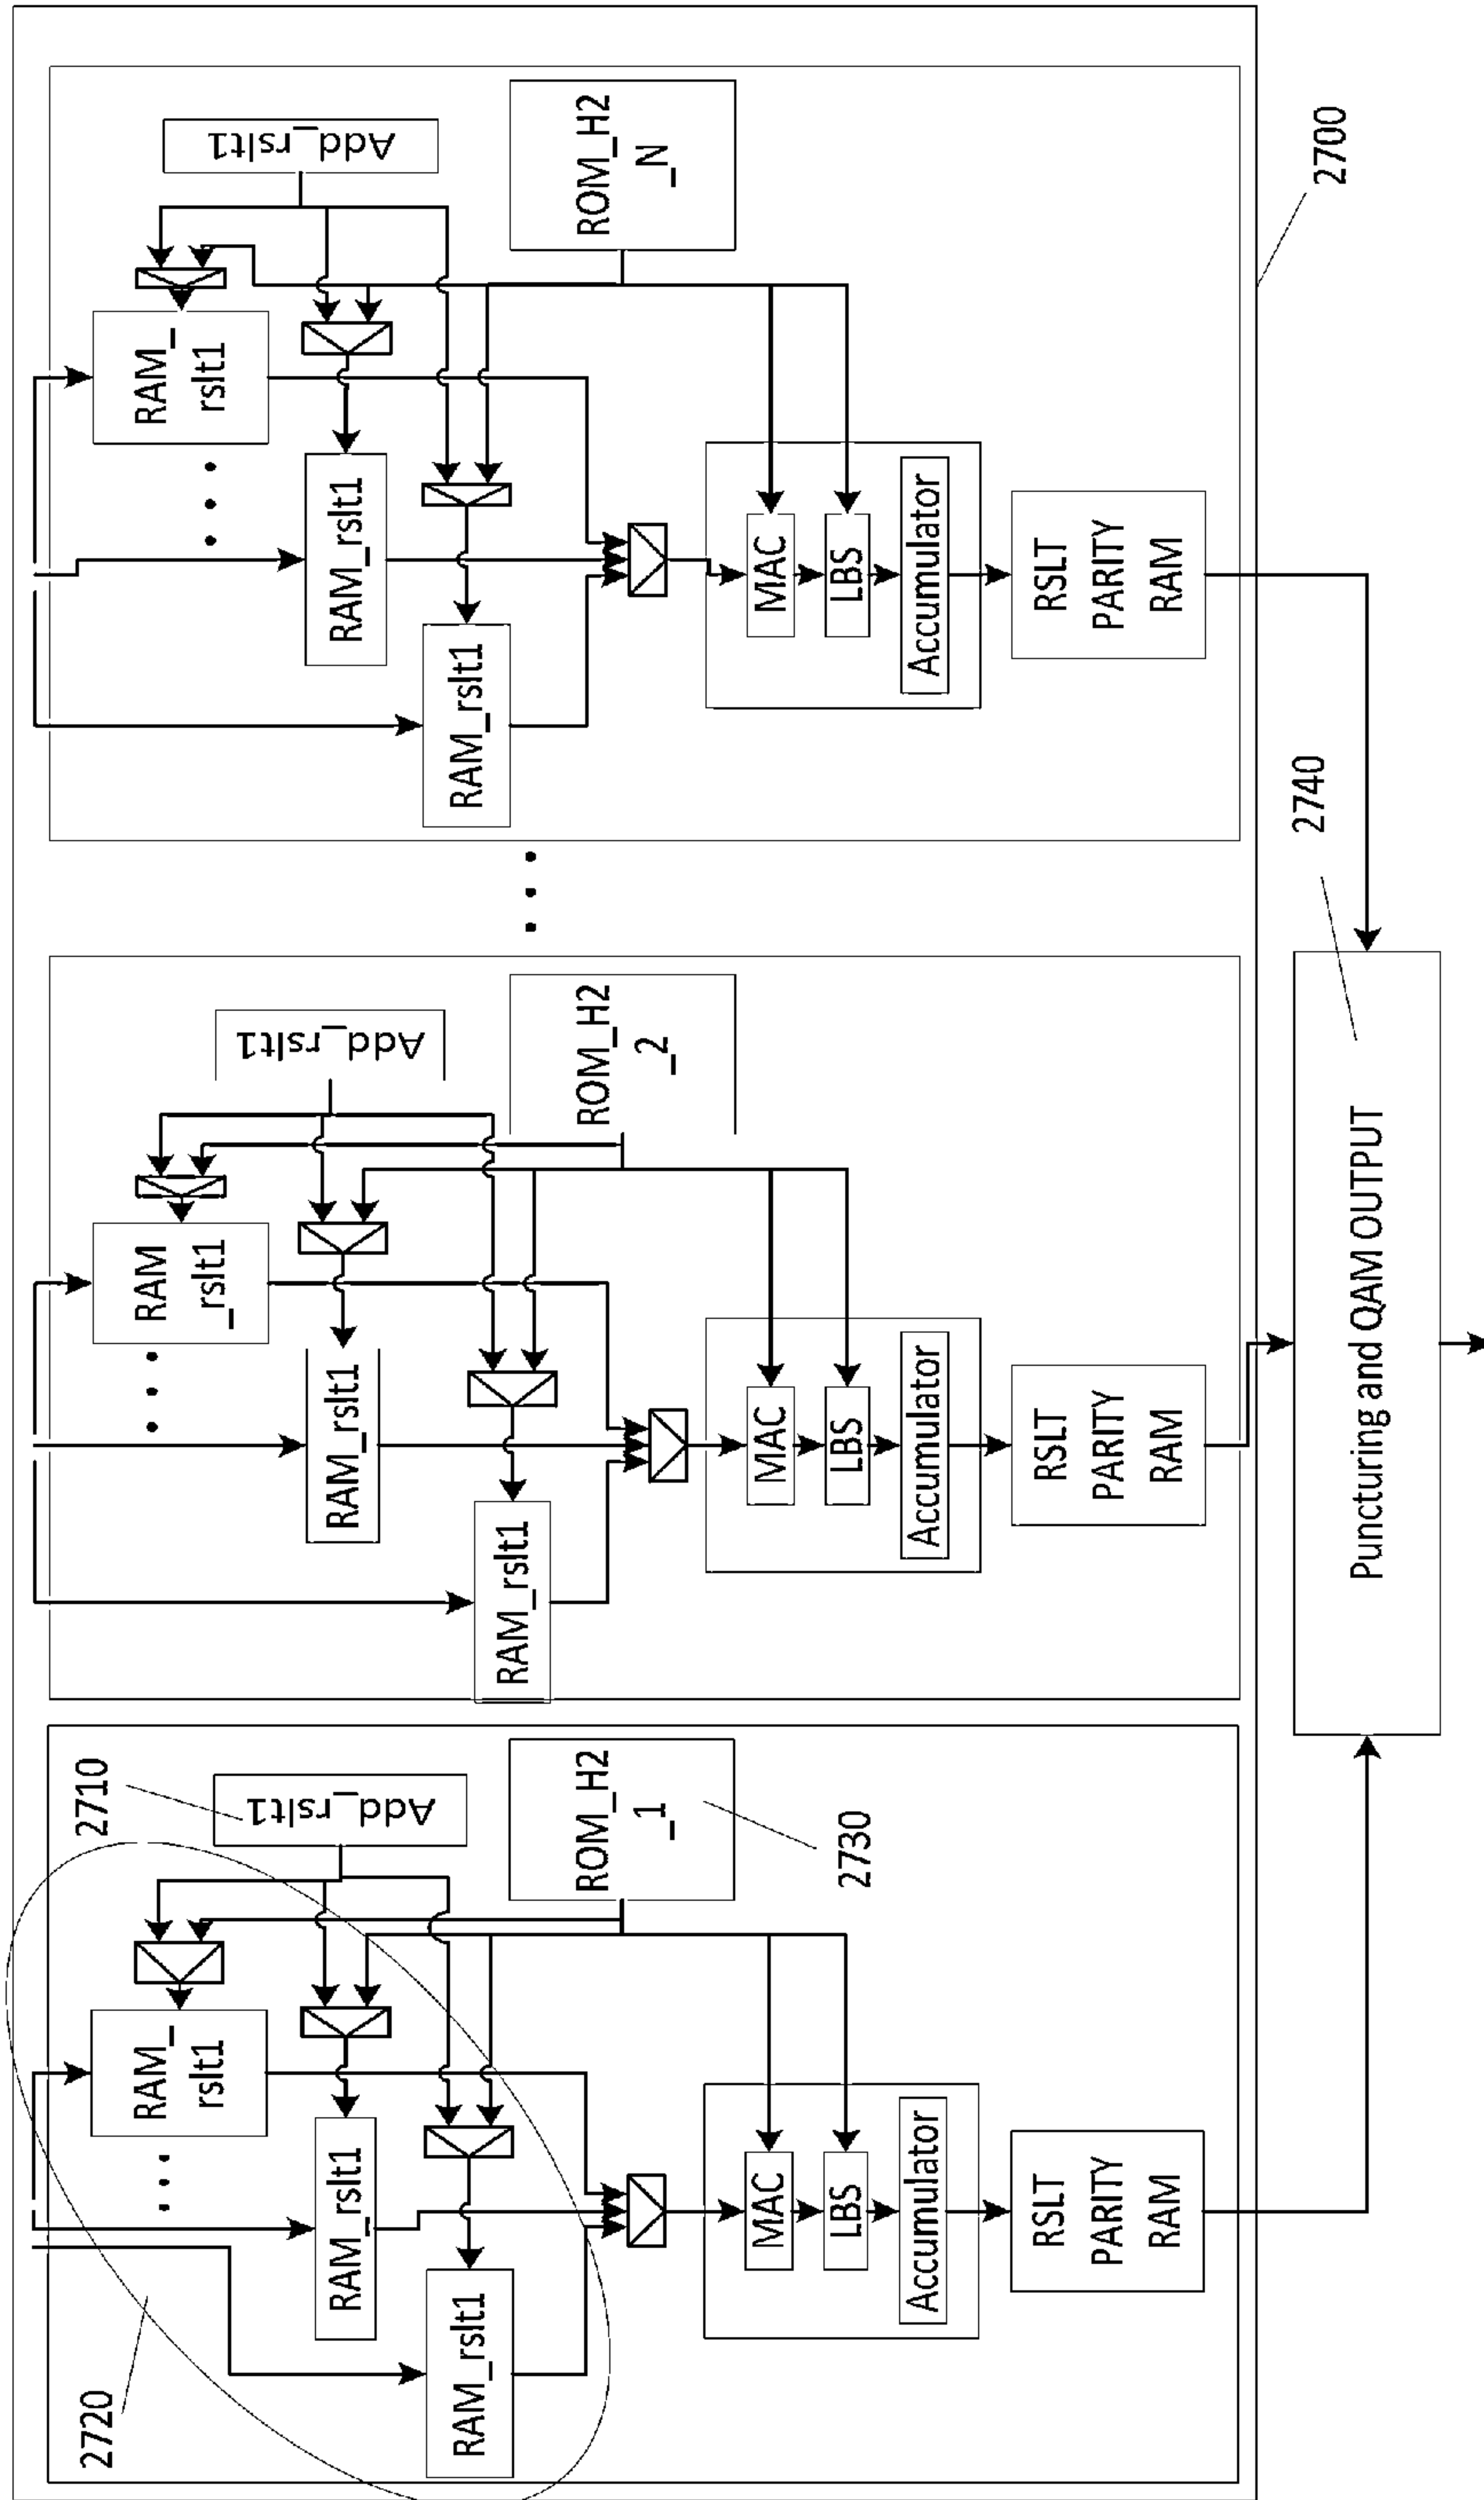 2720
2710
Add_rslt1
RAM_
rslt1
RAM_rslt1
RAM_rslt1
ROM_H2
_1
2730
MAC
LBS
Accumulator
RSLT
PARITY
RAM
Add_rslt1
RAM
_rslt1
RAM_rslt1
RAM_rslt1
ROM_H2
_2
MAC
LBS
Accumulator
RSLT
PARITY
RAM
Add_rslt1
RAM_
rslt1
RAM_rslt1
RAM_rslt1
ROM_H2
_N
MAC
LBS
Accumulator
RSLT
PARITY
RAM
2700
2740
Puncturing and QAM OUTPUT